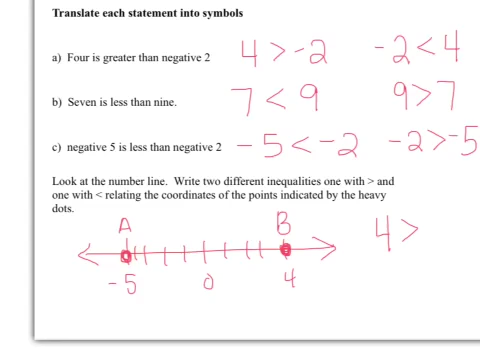 Translate each statement into symbols
a) Four is greater than negative 2 4 > -2 -2 < 4
b) Seven is less than nine. 7 < 9 9 > 7
c) negative 5 is less than negative 2 -5 < -2 -2 > -5
Look at the number line. Write two different inequalities one with > and
one with < relating the coordinates of the points indicated by the heavy
dots.
A B
4 >
-5 0 4